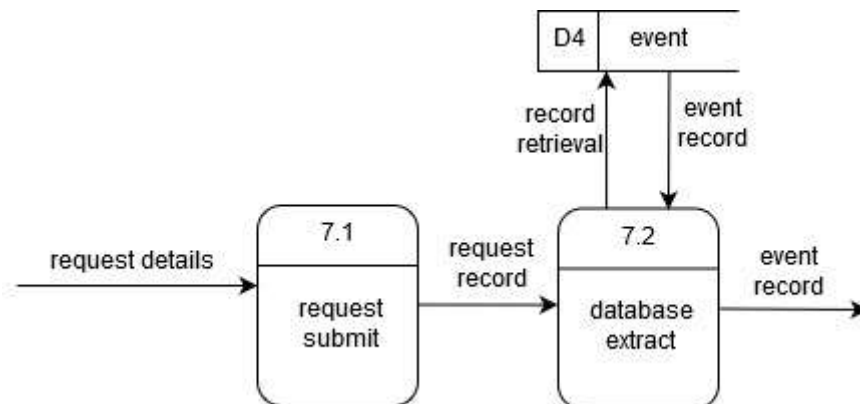 D4
event
record
retrieval
event
record
7.1
7.2
request details
request
record
event
record
request
submit
database
extract